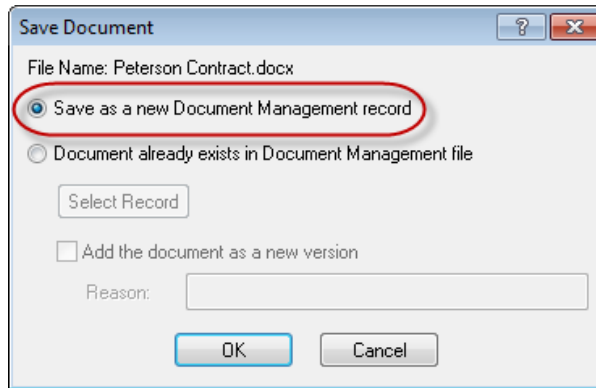 Save Document
File Name: Peterson Contract.docx
Save as a new Document Management record
Document already exists in Document Management file
Select Record
Add the document as a new version
Reason:
OK Cancel